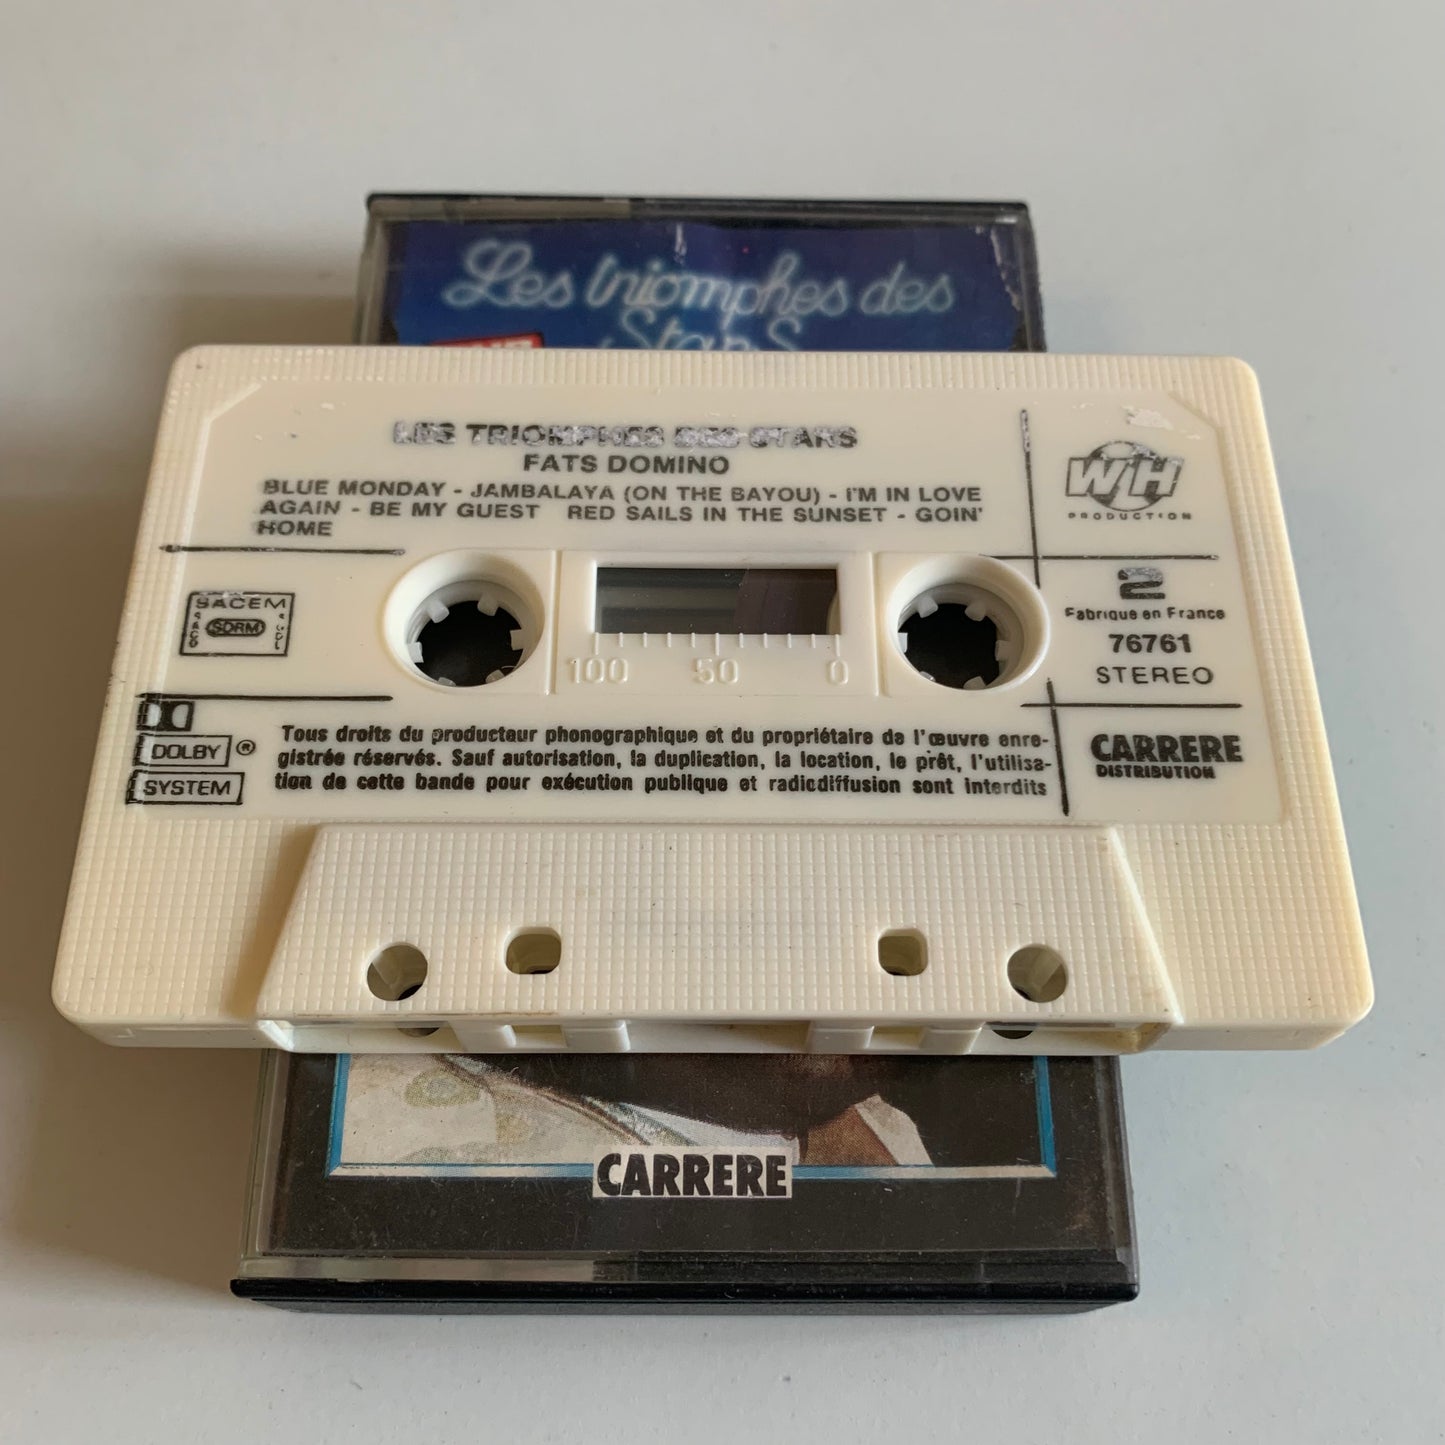 Les triomphes des
Stars
LES TRIOMPHES DES STARS
FATS DOMINO
BLUE MONDAY - JAMBALAYA (ON THE BAYOU) - I'M IN LOVE
AGAIN - BE MY GUEST RED SAILS IN THE SUNSET - GOIN'
HOME
WH
PRODUCTION
SACEM
SDRM
100 50 0
2
Fabrique en France
76761
STEREO
DOLBY ®
SYSTEM
Tous droits du producteur phonographique et du propriétaire de l'œuvre enre-
gistrée réservés. Sauf autorisation, la duplication, la location, le prêt, l'utilisa-
tion de cette bande pour exécution publique et radiodiffusion sont interdits
CARRERE
DISTRIBUTION
CARRERE